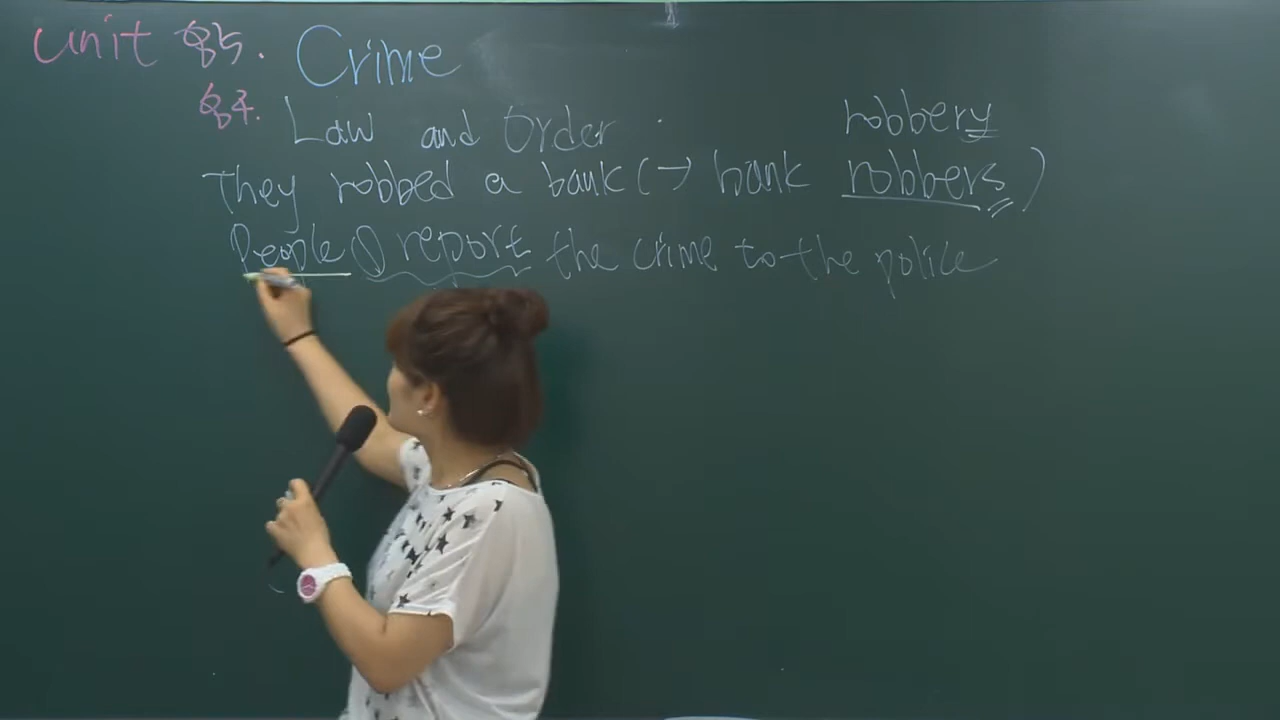 Unit 85. Crime
84. Law and Order
robbery
They robbed a bank (→ bank robbers)
People ① report the crime to the police